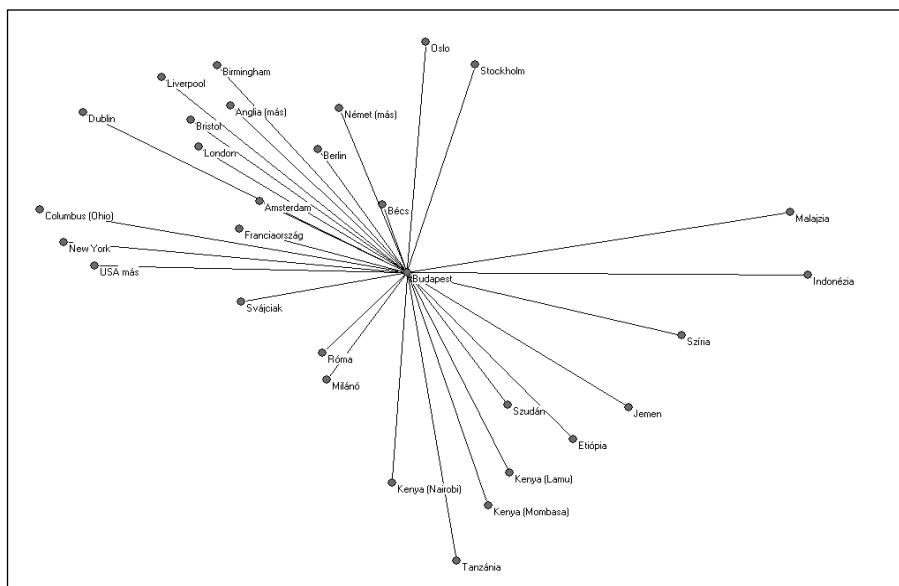 Oslo
Birmingham
Stockholm
Liverpool
Anglia (más)
Német (más)
Dublin
Bristol
London
Berlin
Amsterdam
Bécs
Columbus (Ohio)
Malajzia
Franciaország
New York
USA más
Budapest
Indonézia
Svájciak
Szíria
Róma
Milánó
Szudán
Jemen
Etiópia
Kenya (Lamu)
Kenya (Nairobi)
Kenya (Mombasa)
Tanzánia